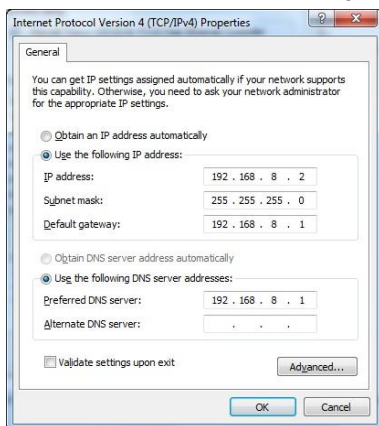 Internet Protocol Version 4 (TCP/IPv4) Properties
General
You can get IP settings assigned automatically if your network supports
this capability. Otherwise, you need to ask your network administrator
for the appropriate IP settings.
Obtain an IP address automatically
Use the following IP address:
IP address: 192 . 168 . 8 . 2
Subnet mask: 255 . 255 . 255 . 0
Default gateway: 192 . 168 . 8 . 1
Obtain DNS server address automatically
Use the following DNS server addresses:
Preferred DNS server: 192 . 168 . 8 . 1
Alternate DNS server: . . .
Validate settings upon exit
Advanced...
OK Cancel